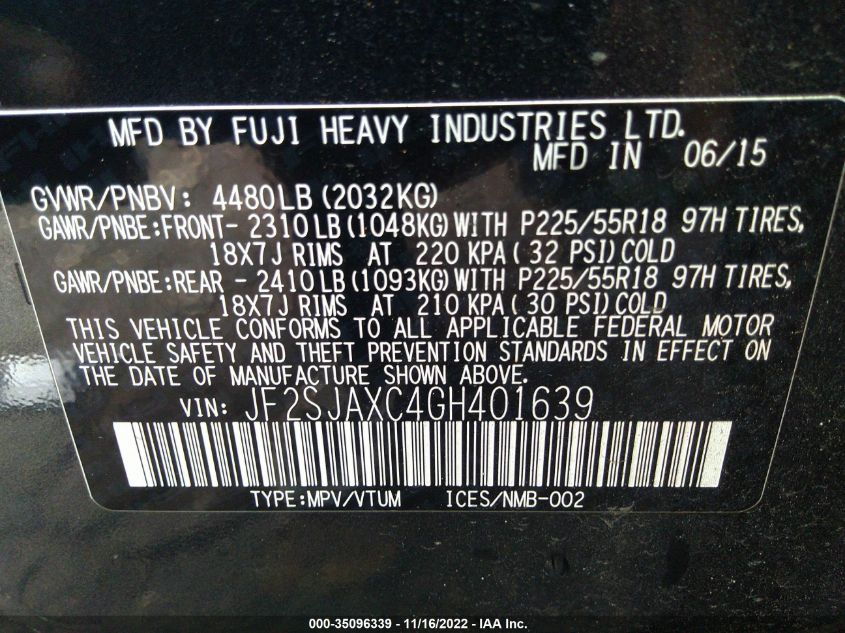 MFD BY FUJI HEAVY INDUSTRIES LTD.
MFD IN 06/15
GVWR/PNBV: 4480LB (2032KG)
GAWR/PNBE:FRONT- 2310LB (1048KG) WITH P225/55R18 97H TIRES,
18X7J RIMS AT 220 KPA ( 32 PSI) COLD
GAWR/PNBE:REAR - 2410LB (1093KG) WITH P225/55R18 97H TIRES,
18X7J RIMS AT 210 KPA ( 30 PSI) COLD
THIS VEHICLE CONFORMS TO ALL APPLICABLE FEDERAL MOTOR
VEHICLE SAFETY AND THEFT PREVENTION STANDARDS IN EFFECT ON
THE DATE OF MANUFACTURE SHOWN ABOVE.
VIN: JF2SJAXC4GH401639
TYPE:MPV/VTUM ICES/NMB-002
000-35096339 - 11/16/2022 - IAA Inc.